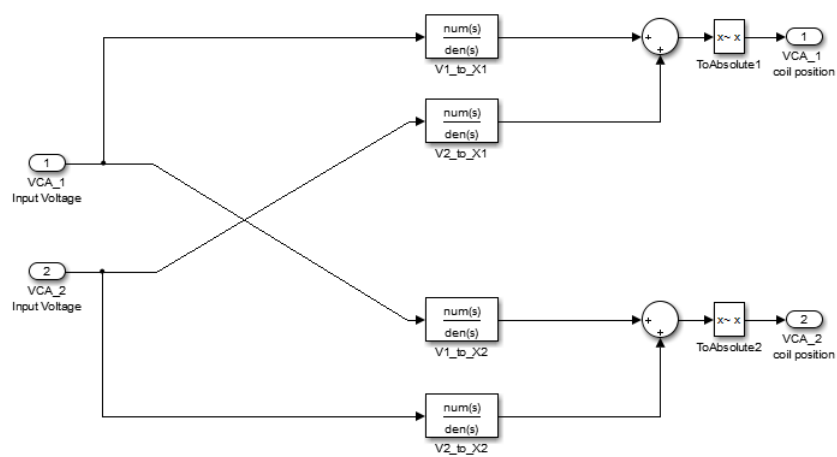 num(s)
den(s)
V1_to_X1
+
+
x~ x
ToAbsolute1
1
VCA_1
coil position
num(s)
den(s)
V2_to_X1
1
VCA_1
Input Voltage
2
VCA_2
Input Voltage
num(s)
den(s)
V1_to_X2
+
+
x~ x
ToAbsolute2
2
VCA_2
coil position
num(s)
den(s)
V2_to_X2